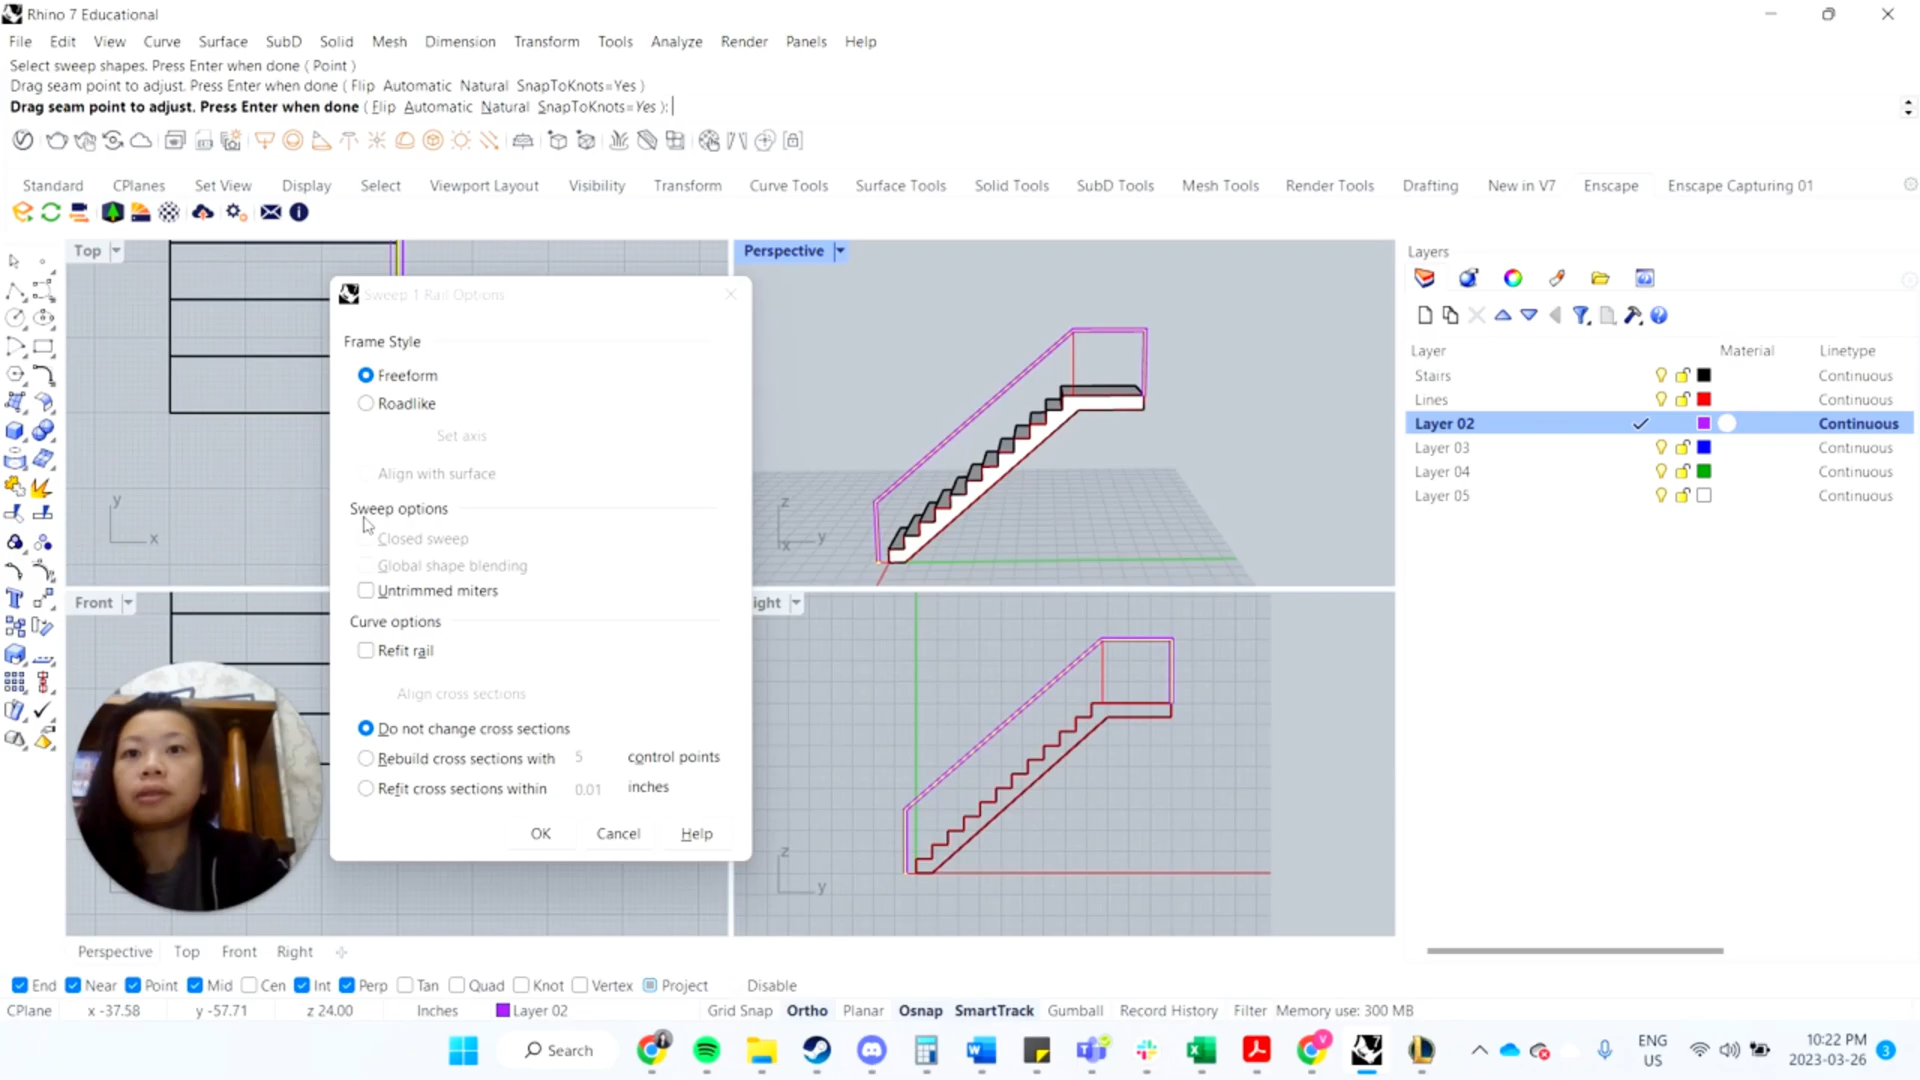 Rhino 7 Educational
File Edit View Curve Surface SubD Solid Mesh Dimension Transform Tools Analyze Render Panels Help
Select sweep shapes. Press Enter when done ( Point )
Drag seam point to adjust. Press Enter when done ( Flip Automatic Natural SnapToKnots=Yes )
Drag seam point to adjust. Press Enter when done ( Flip Automatic Natural SnapToKnots=Yes ):
Standard CPlanes Set View Display Select Viewport Layout Visibility Transform Curve Tools Surface Tools Solid Tools SubD Tools Mesh Tools Render Tools Drafting New in V7 Enscape Enscape Capturing 01
Top
Perspective
Layers
Sweep 1 Rail Options
Frame Style
Freeform
Roadlike
Set axis
Align with surface
Sweep options
Closed sweep
Global shape blending
Untrimmed miters
Curve options
Refit rail
Align cross sections
Do not change cross sections
Rebuild cross sections with 5 control points
Refit cross sections within 0.01 inches
OK Cancel Help
y
x
z
x y
Front
ight
z
y
Layer Material Linetype
Stairs Continuous
Lines Continuous
Layer 02 Continuous
Layer 03 Continuous
Layer 04 Continuous
Layer 05 Continuous
Perspective Top Front Right
End Near Point Mid Cen Int Perp Tan Quad Knot Vertex Project Disable
CPlane x -37.58 y -57.71 z 24.00 Inches Layer 02 Grid Snap Ortho Planar Osnap SmartTrack Gumball Record History Filter Memory use: 300 MB
Search
ENG
US
10:22 PM
2023-03-26
3